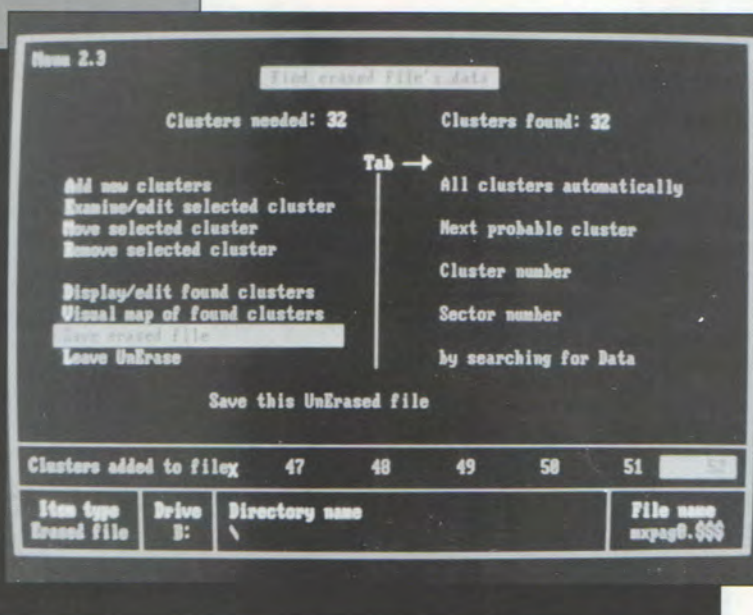 Menu 2.3
Find erased file's data
Clusters needed: 32
Clusters found: 32
Tab →
Add new clusters
Examine/edit selected cluster
Move selected cluster
Remove selected cluster
Display/edit found clusters
Visual map of found clusters
Save erased file
Leave UnErase
All clusters automatically
Next probable cluster
Cluster number
Sector number
by searching for Data
Save this UnErased file
Clusters added to file 47 48 49 50 51 52
Item type Drive Directory name File name
Erased file B: \ mxpag0.$$$